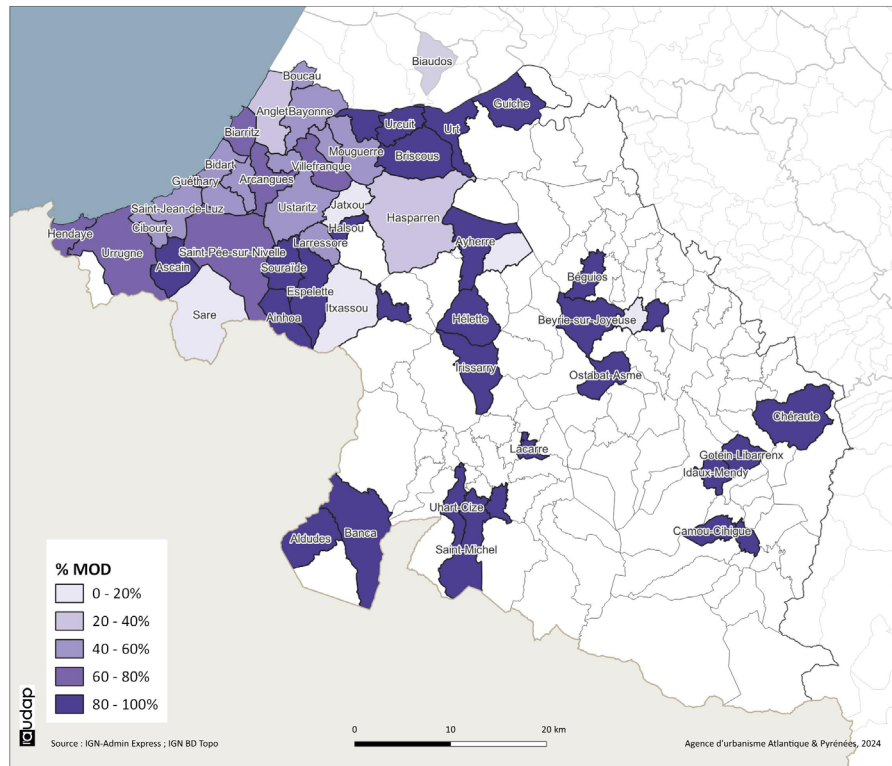 Biaudos
Boucau
Guiche
Anglet
Bayonne
Urcuit
Urt
Biarritz
Mouguerre
Briscous
Bidart
Villefranque
Arcangues
Guéthary
Jatxou
Saint-Jean-de-Luz
Ustaritz
Hasparren
Halsou
Ciboure
Hendaye
Larressore
Ayherre
Urrugne
Saint-Pée-sur-Nivelle
Ascain
Souraïde
Béguios
Espelette
Itxassou
Sare
Ainhoa
Hélette
Beyrie-sur-Joyeuse
Irissarry
Ostabat-Asme
Chéraute
Lacarre
Gotein-Libarrenx
Idaux-Mendy
Uhart-Cize
Aldudes
Banca
Camou-Cihigue
Saint-Michel
% MOD
0 - 20%
20 - 40%
40 - 60%
60 - 80%
80 - 100%
audap
0 10 20 km
Source : IGN-Admin Express ; IGN BD Topo
Agence d'urbanisme Atlantique & Pyrénées, 2024